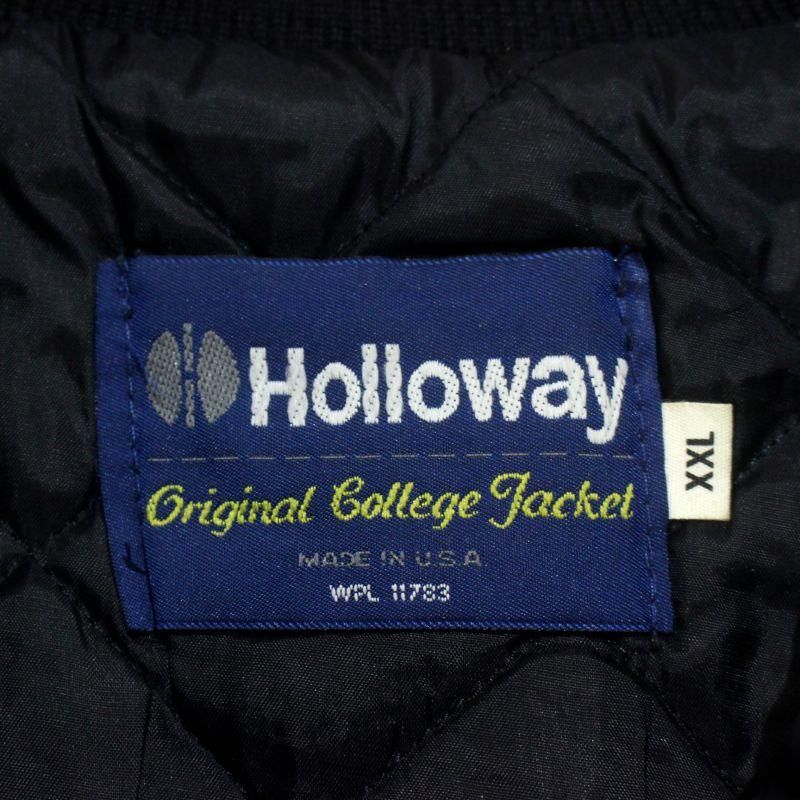 Holloway
Original College Jacket
MADE IN U.S.A.
WPL 11783
XXL